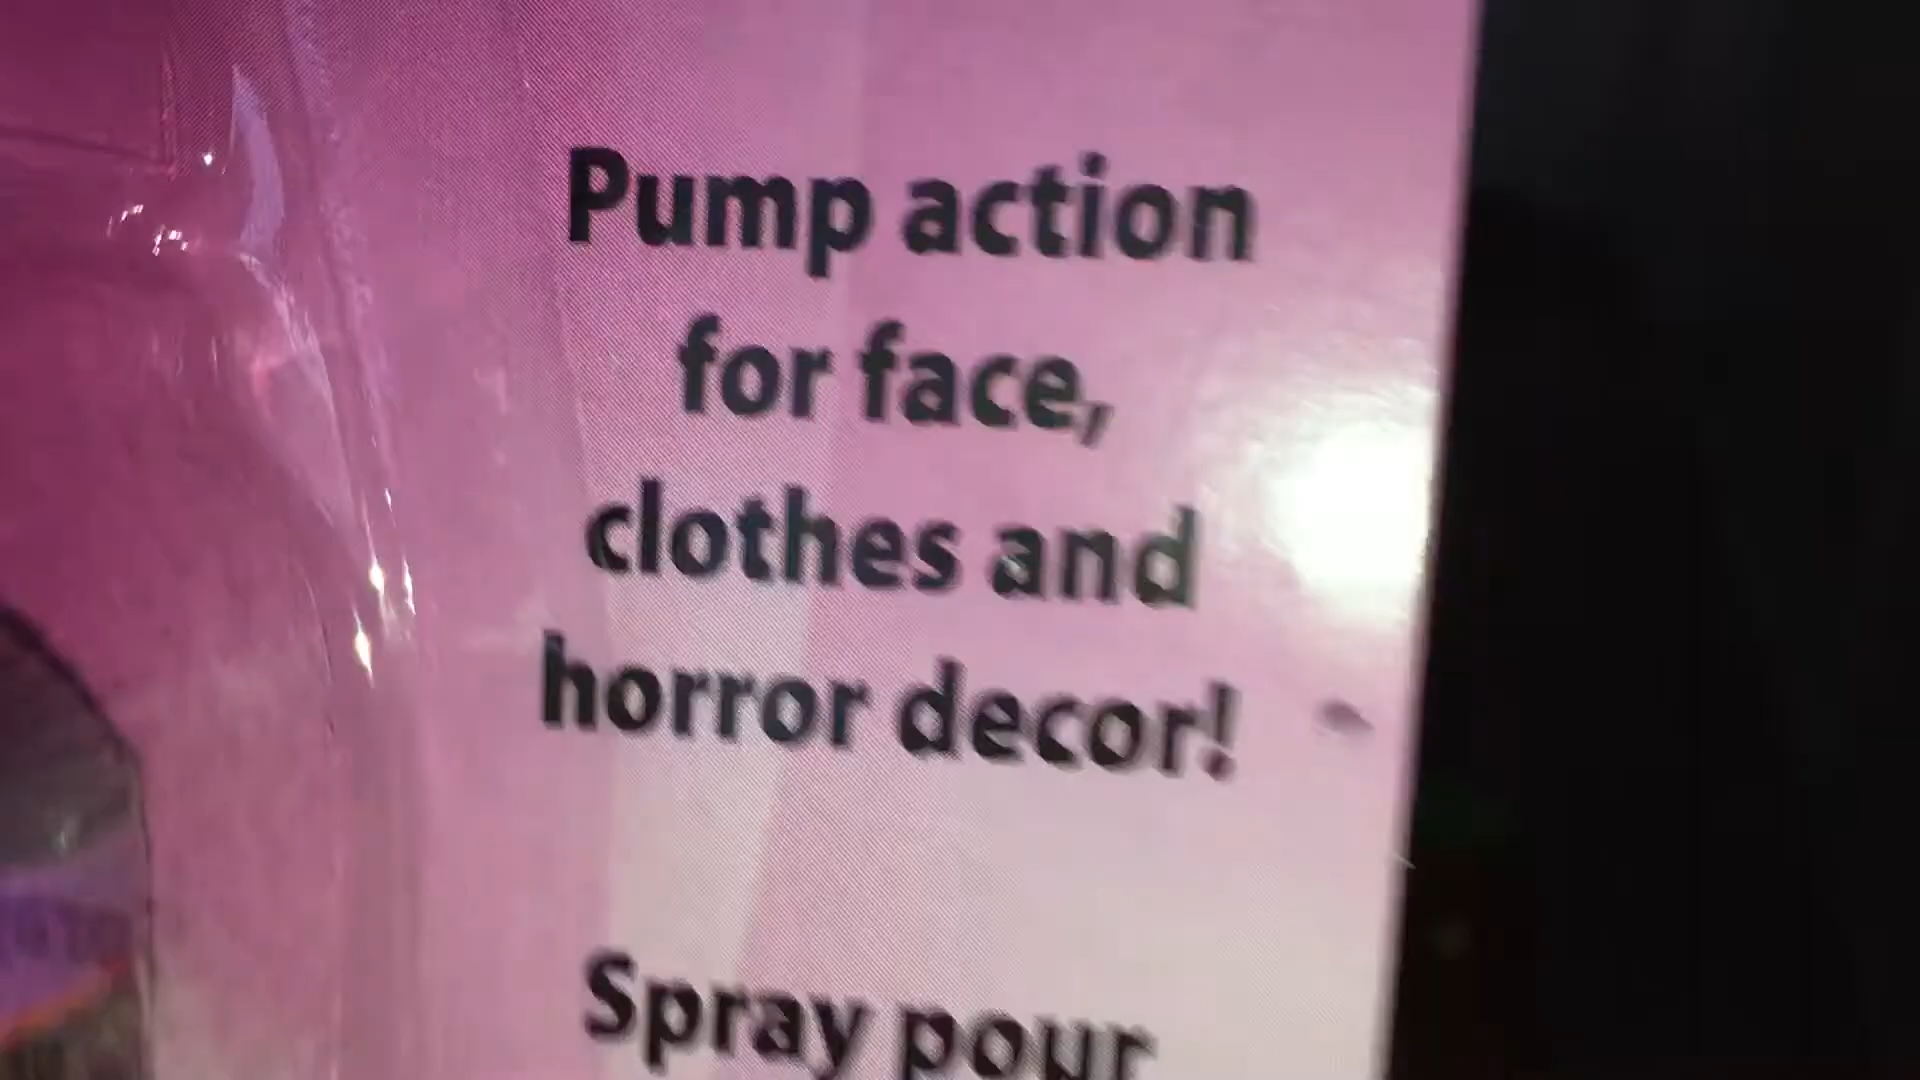 Pump action
for face,
clothes and
horror decor!
Spray pour